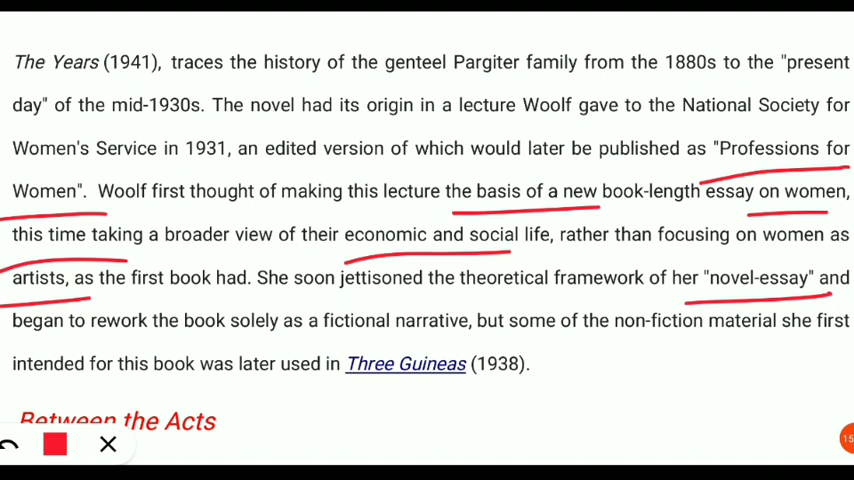 The Years (1941), traces the history of the genteel Pargiter family from the 1880s to the "present
day" of the mid-1930s. The novel had its origin in a lecture Woolf gave to the National Society for
Women's Service in 1931, an edited version of which would later be published as "Professions for
Women". Woolf first thought of making this lecture the basis of a new book-length essay on women,
this time taking a broader view of their economic and social life, rather than focusing on women as
artists, as the first book had. She soon jettisoned the theoretical framework of her "novel-essay" and
began to rework the book solely as a fictional narrative, but some of the non-fiction material she first
intended for this book was later used in Three Guineas (1938).
Between the Acts
15